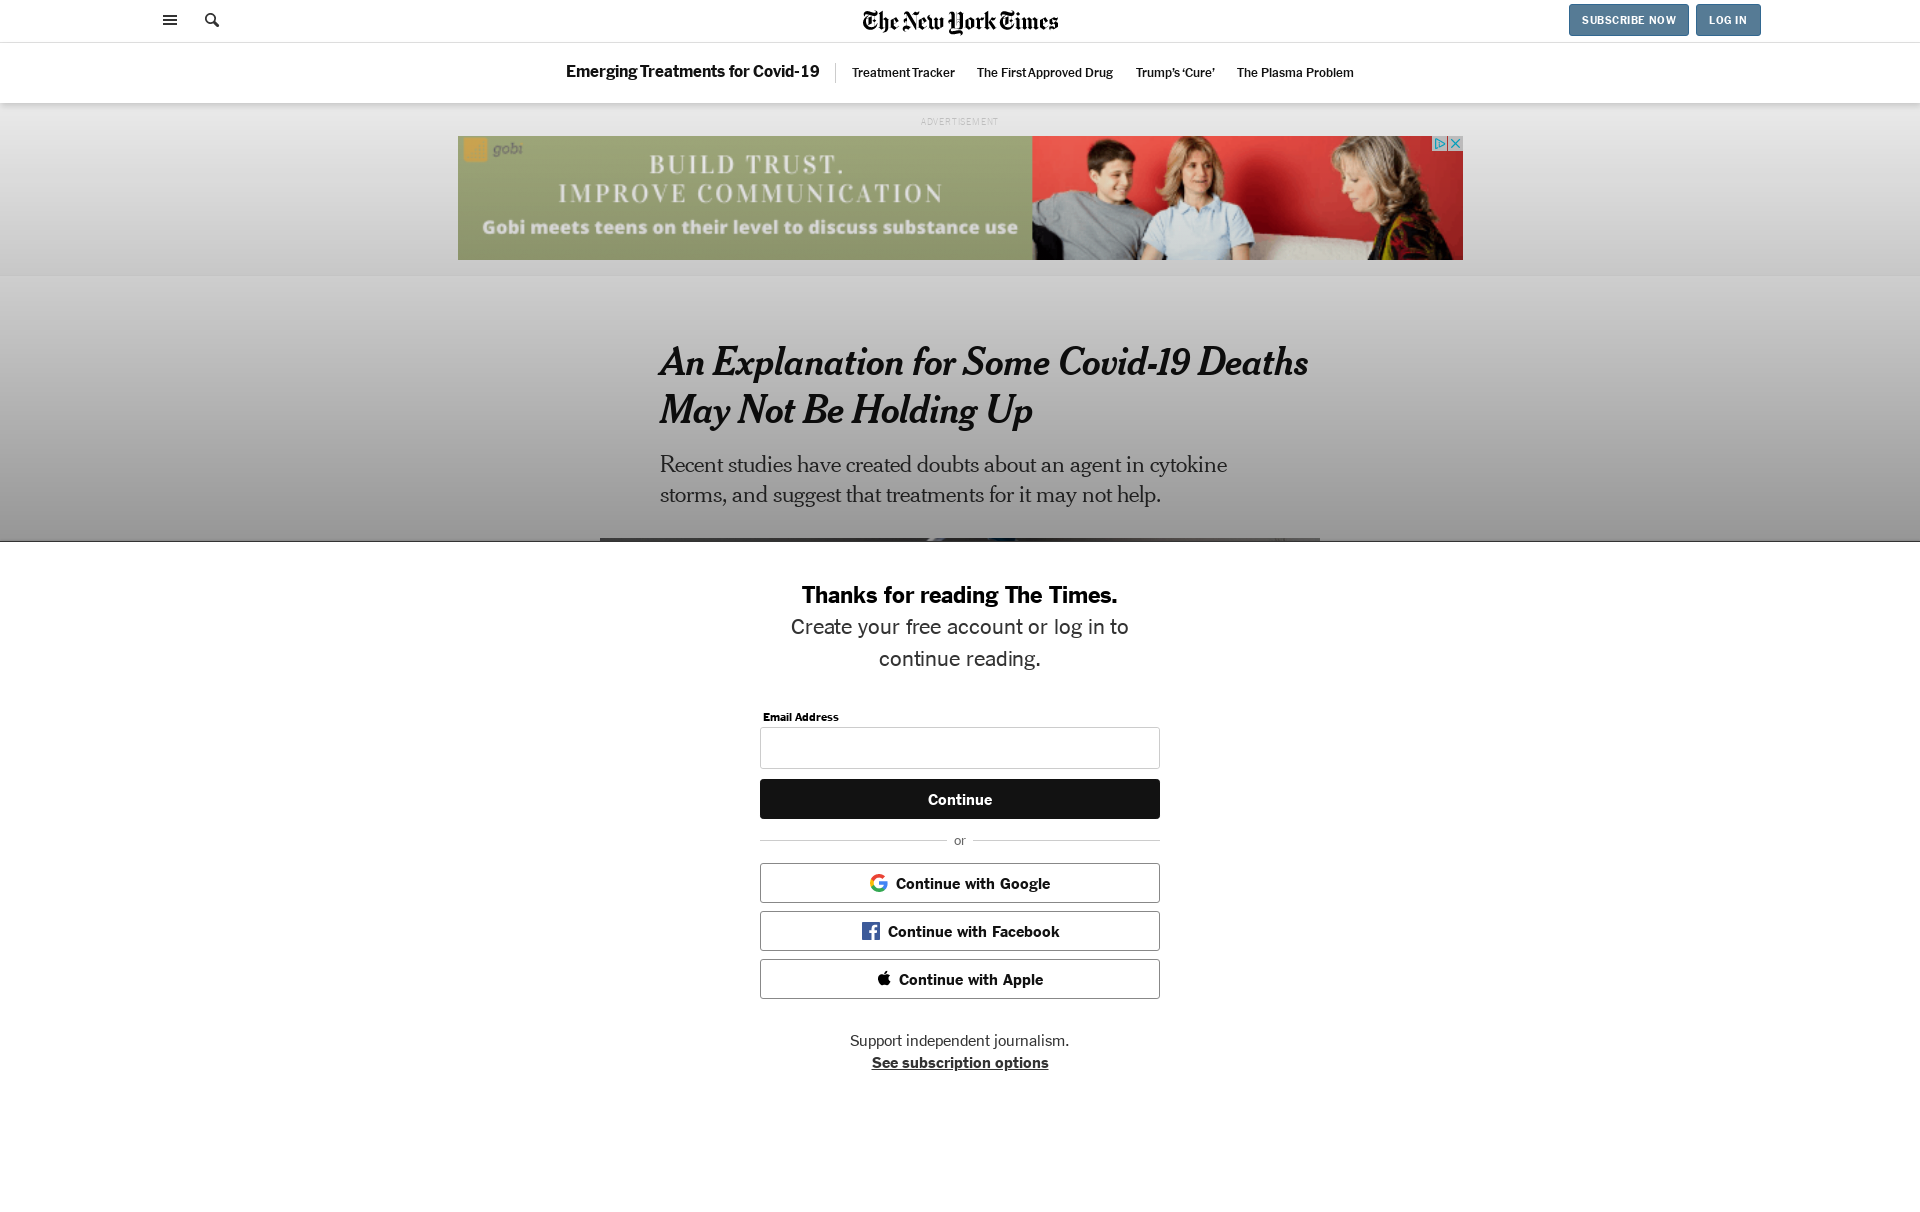 The New York Times
SUBSCRIBE NOW
LOG IN
Emerging Treatments for Covid-19
Treatment Tracker
The First Approved Drug
Trump's ‘Cure’
The Plasma Problem
ADVERTISEMENT
gobi
BUILD TRUST.
IMPROVE COMMUNICATION
Gobi meets teens on their level to discuss substance use
An Explanation for Some Covid-19 Deaths
May Not Be Holding Up
Recent studies have created doubts about an agent in cytokine
storms, and suggest that treatments for it may not help.
Thanks for reading The Times.
Create your free account or log in to
continue reading.
Email Address
Continue
or
Continue with Google
Continue with Facebook
Continue with Apple
Support independent journalism.
See subscription options